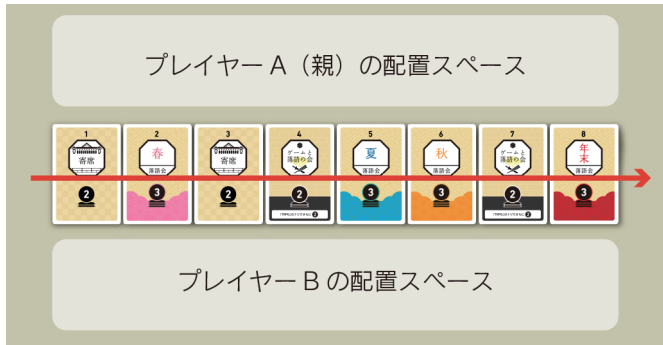 プレイヤー A（親）の配置スペース
1
寄席
2
2
春
落語会
3
3
寄席
2
4
ゲームと
落語の会
2
5
夏
落語会
3
6
秋
落語会
3
7
ゲームと
落語の会
2
8
年末
落語会
3
プレイヤー B の配置スペース